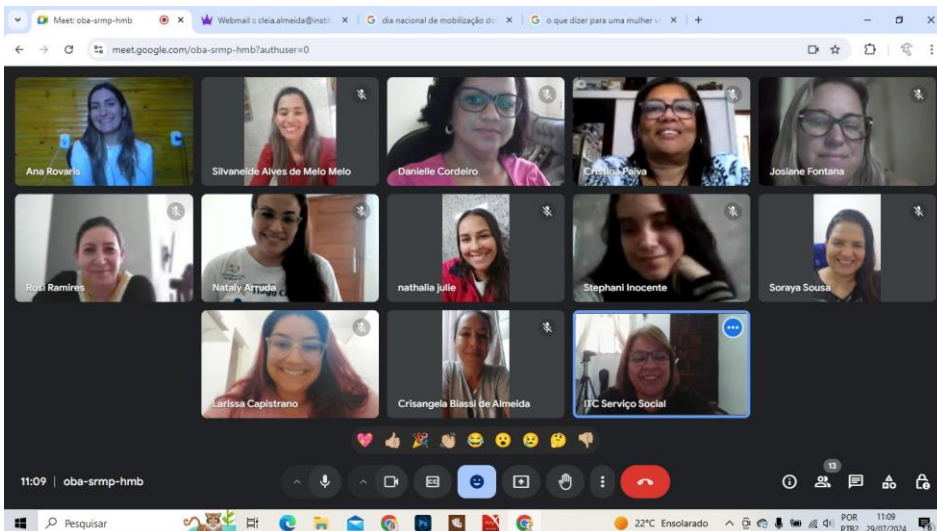 Meet: oba-srmp-hmb
Webmail :: cleia.almeida@instit
dia nacional de mobilização do
o que dizer para uma mulher v
meet.google.com/oba-srmp-hmb?authuser=0
Ana Rovaris
Silvaneide Alves de Melo Melo
Danielle Cordeiro
Cristina Paiva
Josiane Fontana
Rosi Ramires
Nataly Arruda
nathalia julie
Stephani Inocente
Soraya Sousa
Larissa Capistrano
Crisangela Biassi de Almeida
ITC Serviço Social
11:09 | oba-srmp-hmb
CC
13
Pesquisar
22°C Ensolarado
POR
PTB2
11:09
29/07/2024